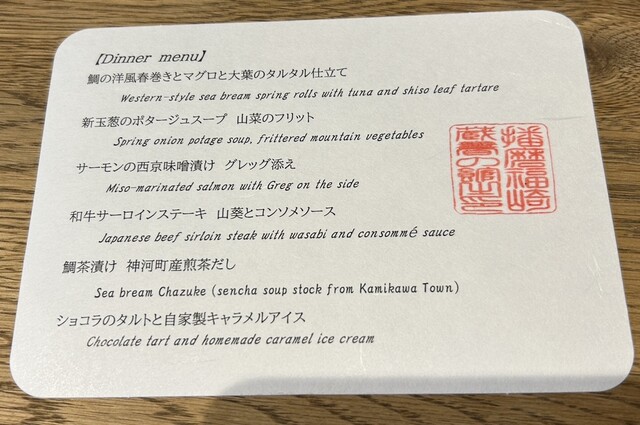 【Dinner menu】
鯛の洋風春巻きとマグロと大葉のタルタル仕立て
Western-style sea bream spring rolls with tuna and shiso leaf tartare
新玉葱のポタージュスープ 山菜のフリット
Spring onion potage soup, frittered mountain vegetables
サーモンの西京味噌漬け グレッグ添え
Miso-marinated salmon with Greg on the side
和牛サーロインステーキ 山葵とコンソメソース
Japanese beef sirloin steak with wasabi and consommé sauce
鯛茶漬け 神河町産煎茶だし
Sea bream Chazuke (sencha soup stock from Kamikawa Town)
ショコラのタルトと自家製キャラメルアイス
Chocolate tart and homemade caramel ice cream
播磨福崎